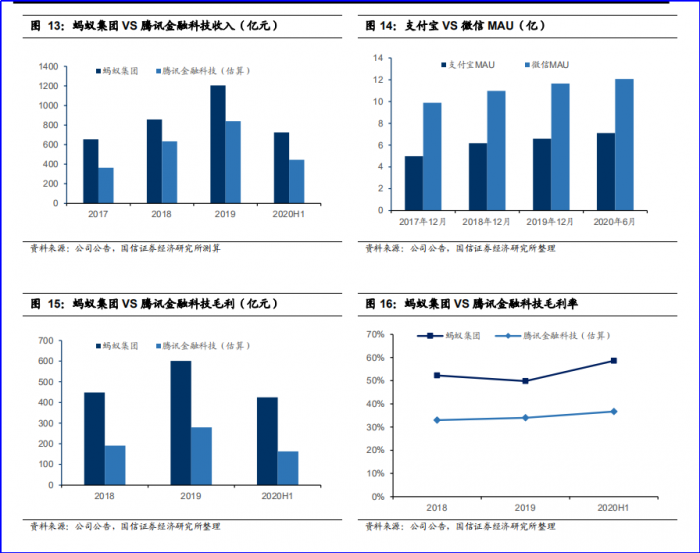 图 13：蚂蚁集团 VS 腾讯金融科技收入（亿元）
蚂蚁集团 腾讯金融科技（估算）
1400
1200
1000
800
600
400
200
0
2017 2018 2019 2020H1
资料来源：公司公告，国信证券经济研究所测算
图 14：支付宝 VS 微信 MAU（亿）
支付宝MAU 微信MAU
14
12
10
8
6
4
2
0
2017年12月 2018年12月 2019年12月 2020年6月
资料来源：公司公告，国信证券经济研究所整理
图 15：蚂蚁集团 VS 腾讯金融科技毛利（亿元）
蚂蚁集团 腾讯金融科技（估算）
700
600
500
400
300
200
100
0
2018 2019 2020H1
资料来源：公司公告，国信证券经济研究所整理
图 16：蚂蚁集团 VS 腾讯金融科技毛利率
蚂蚁集团 腾讯金融科技（估算）
70%
60%
50%
40%
30%
20%
10%
0%
2018 2019 2020H1
资料来源：公司公告，国信证券经济研究所整理